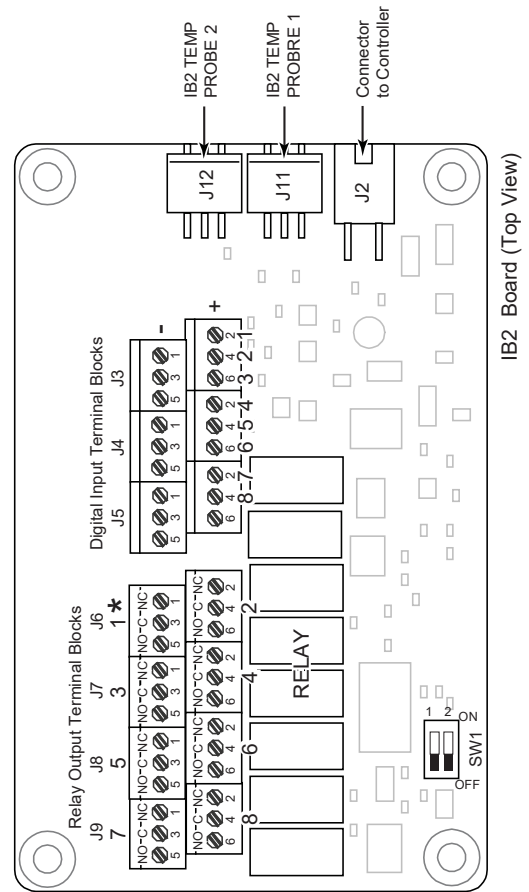 Relay Output Terminal Blocks
Digital Input Terminal Blocks
J9 J8 J7 J6 J5 J4 J3
7 5 3 1*
NO-C-NC NO-C-NC NO-C-NC NO-C-NC
-
5 3 1 5 3 1 5 3 1 5 3 1 5 3 1 5 3 1 5 3 1
NO-C-NC NO-C-NC NO-C-NC NO-C-NC
+
6 4 2 6 4 2 6 4 2 6 4 2 6 4 2 6 4 2 6 4 2
8 6 4 2
8-7-6-5-4-3-2-1
RELAY
J12
IB2 TEMP
PROBE 2
J11
IB2 TEMP
PROBRE 1
J2
Connector
to Controller
1 2
ON
OFF
SW1
IB2 Board (Top View)